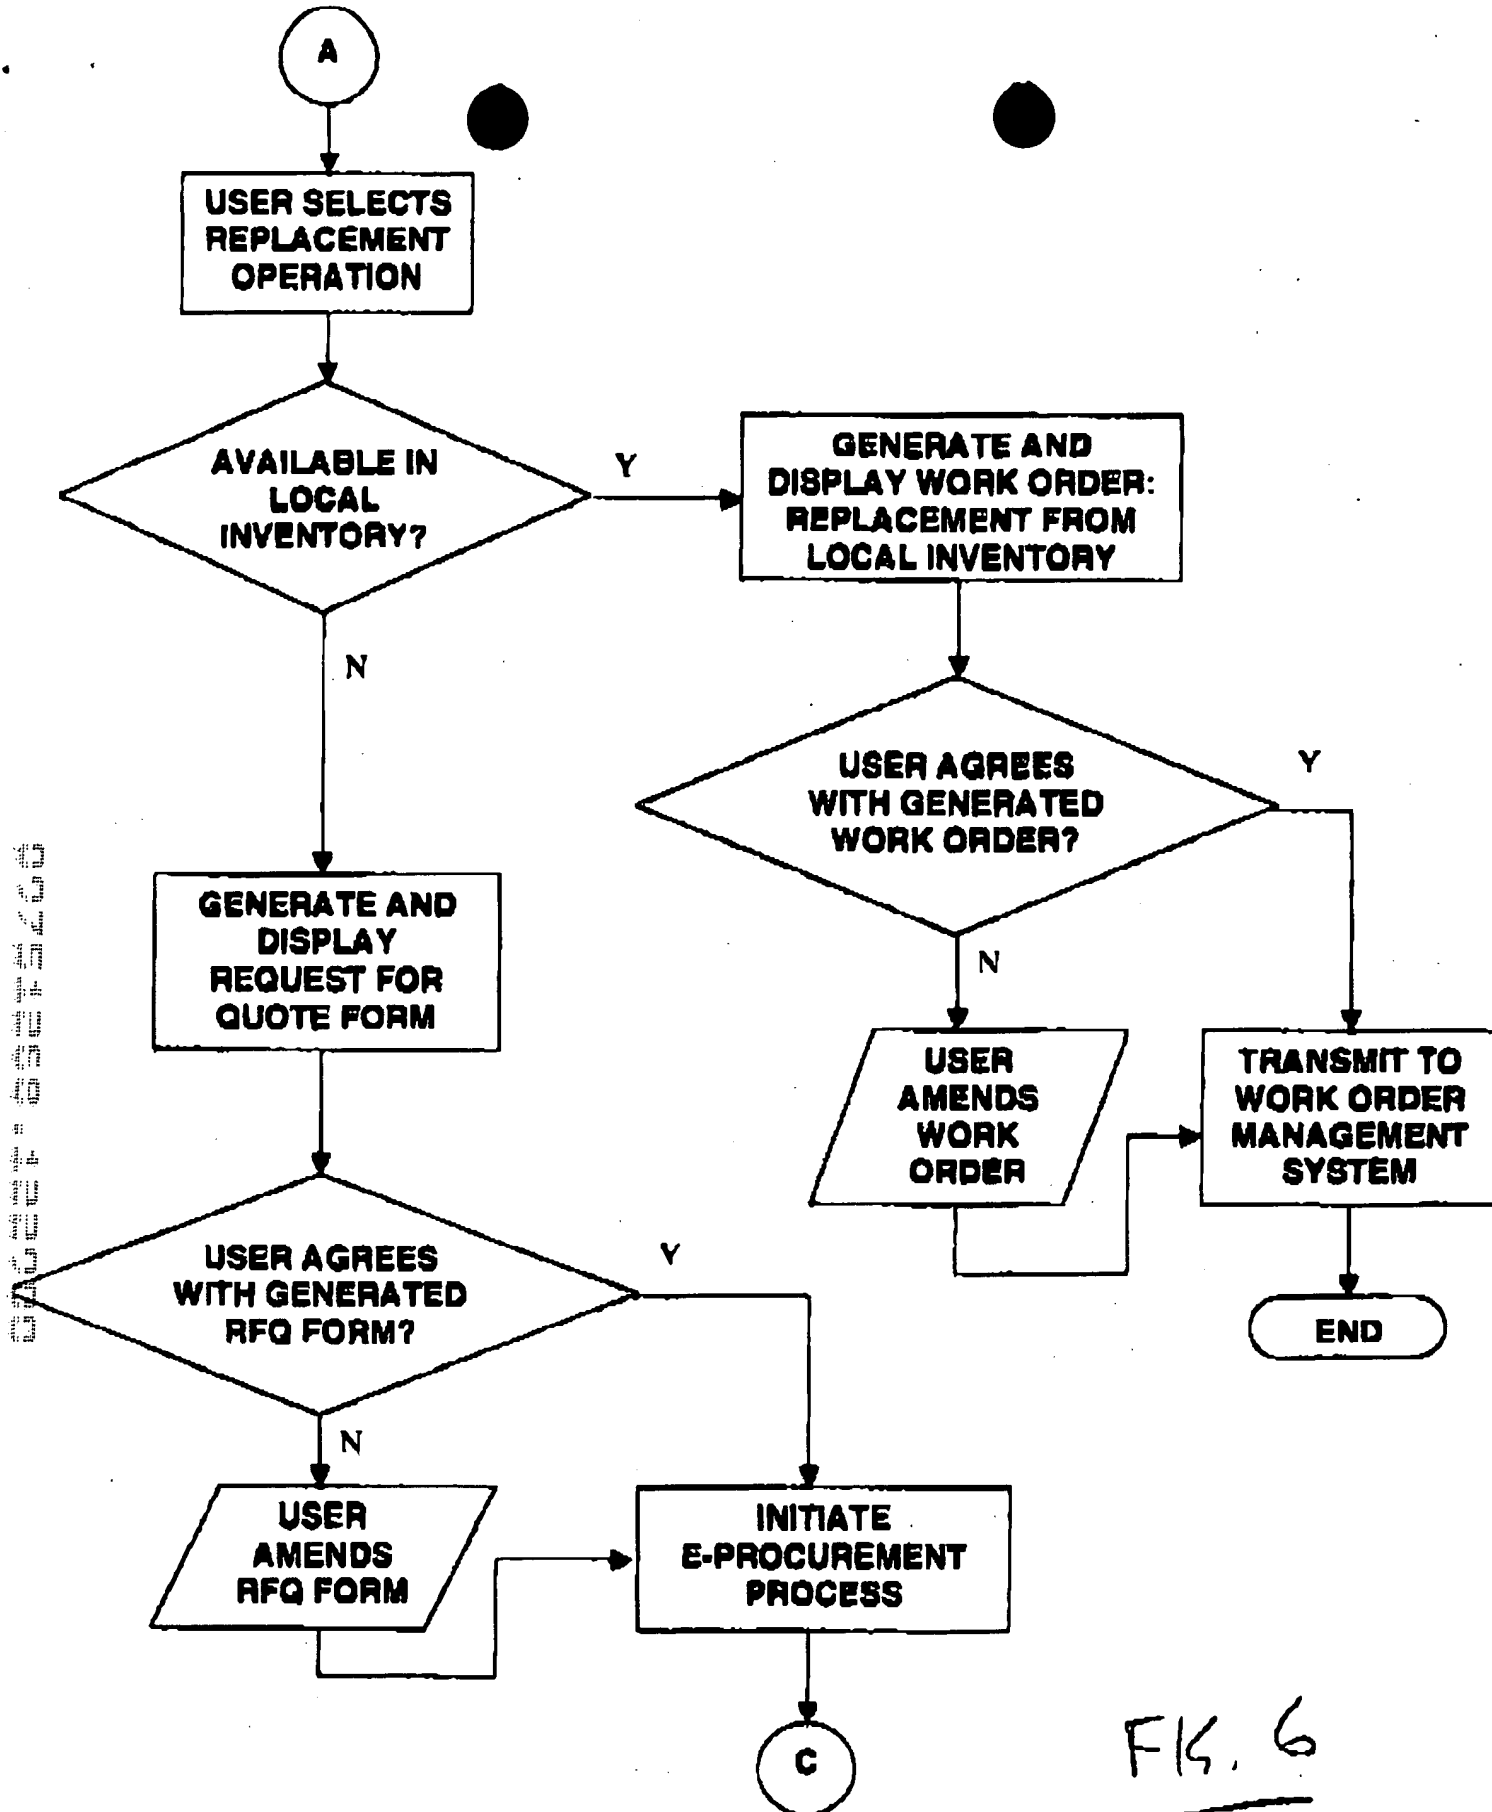 A
USER SELECTS
REPLACEMENT
OPERATION
AVAILABLE IN
LOCAL
INVENTORY?
Y
GENERATE AND
DISPLAY WORK ORDER:
REPLACEMENT FROM
LOCAL INVENTORY
N
USER AGREES
WITH GENERATED
WORK ORDER?
Y
GENERATE AND
DISPLAY
REQUEST FOR
QUOTE FORM
N
USER
AMENDS
WORK
ORDER
TRANSMIT TO
WORK ORDER
MANAGEMENT
SYSTEM
USER AGREES
WITH GENERATED
RFQ FORM?
Y
END
N
USER
AMENDS
RFQ FORM
INITIATE
E-PROCUREMENT
PROCESS
C
FIG. 6